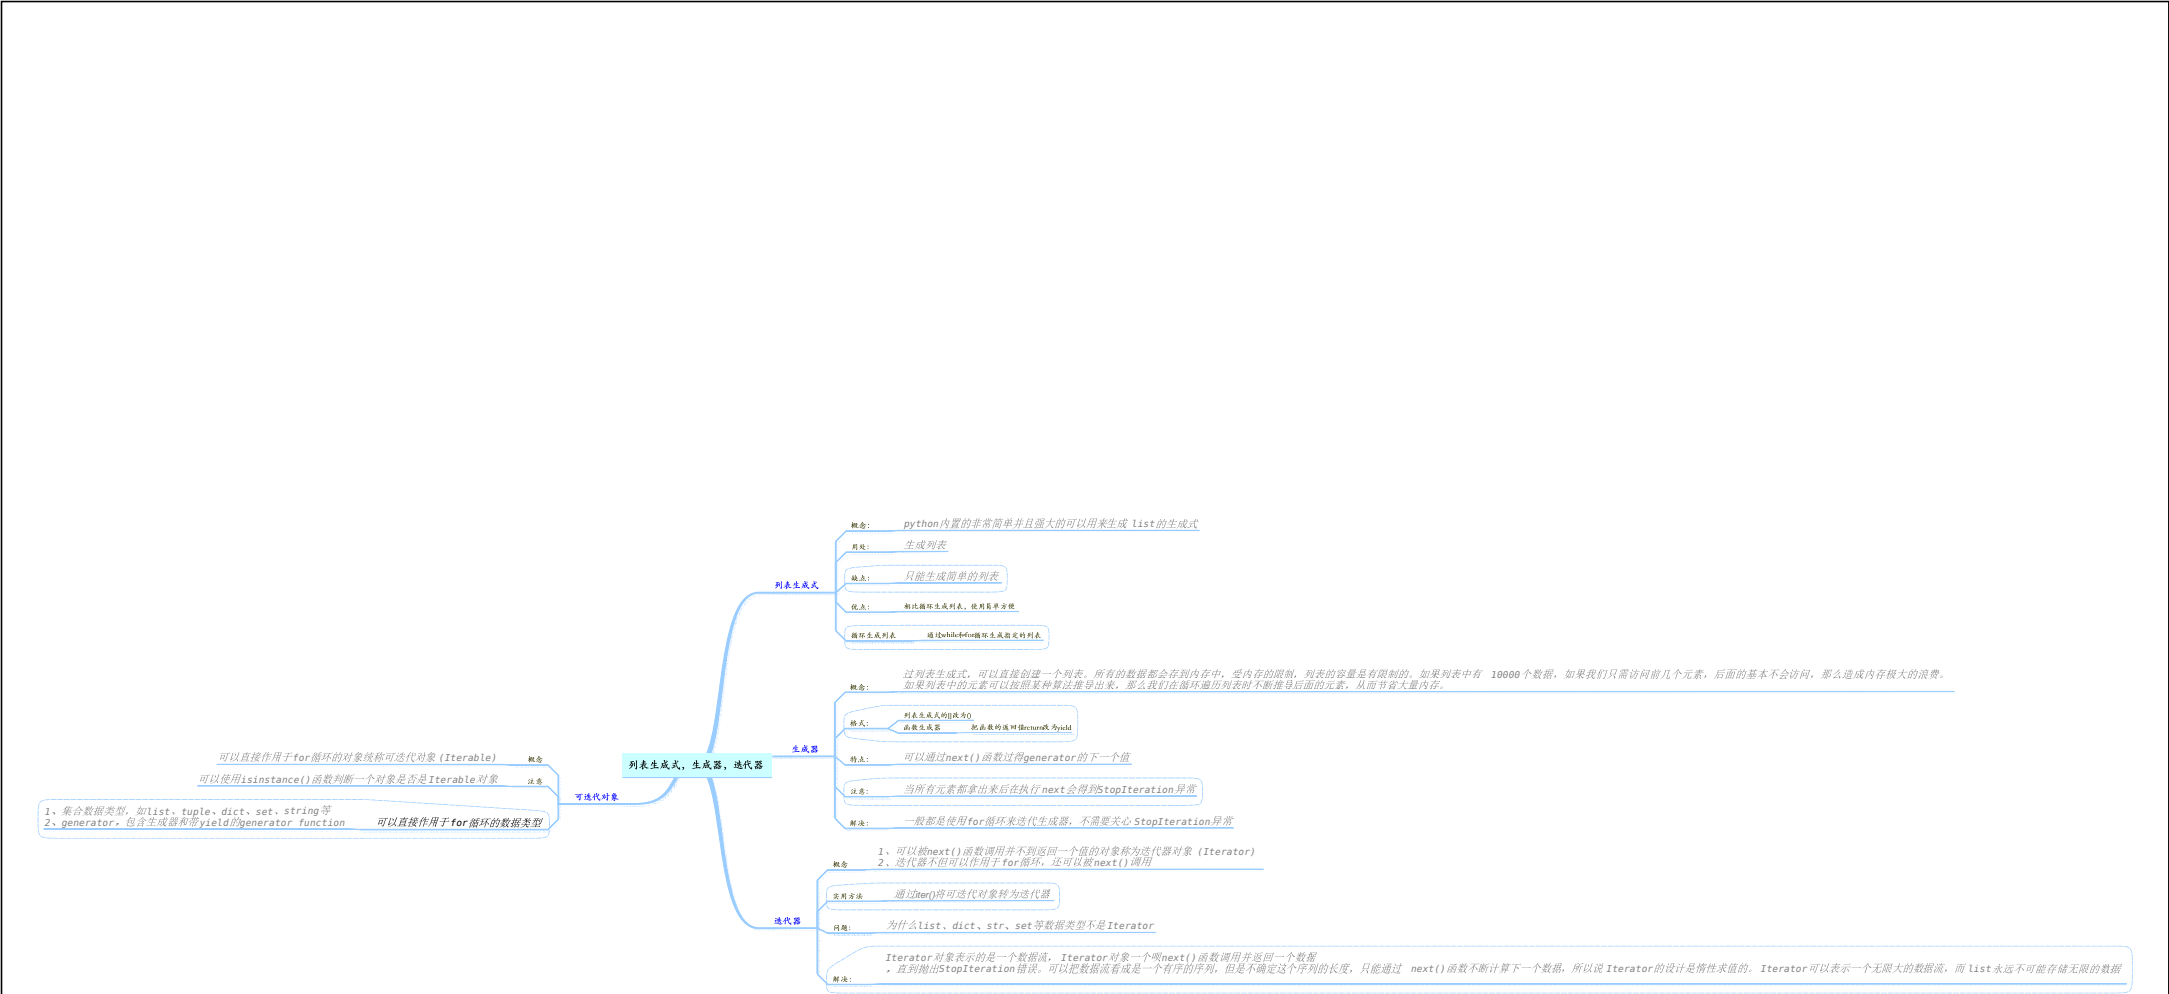 列表生成式，生成器，迭代器
列表生成式
概念：
python内置的非常简单并且强大的可以用来生成 list的生成式
用处：
生成列表
缺点：
只能生成简单的列表
优点：
相比循环生成列表，使用简单方便
循环生成列表
通过while和for循环生成指定的列表
生成器
概念：
过列表生成式，可以直接创建一个列表。所有的数据都会存到内存中，受内存的限制，列表的容量是有限制的。如果列表中有 10000个数据，如果我们只需访问前几个元素，后面的基本不会访问，那么造成内存极大的浪费。
如果列表中的元素可以按照某种算法推导出来，那么我们在循环遍历列表时不断推导后面的元素，从而节省大量内存。
格式：
列表生成式的[]改为()
函数生成器
把函数的返回值return改为yield
特点：
可以通过next()函数过得generator的下一个值
注意：
当所有元素都拿出来后在执行next会得到StopIteration异常
解决：
一般都是使用for循环来迭代生成器，不需要关心 StopIteration异常
迭代器
概念
1、可以被next()函数调用并不到返回一个值的对象称为迭代器对象 (Iterator)
2、迭代器不但可以作用于for循环，还可以被next()调用
实用方法
通过iter()将可迭代对象转为迭代器
问题：
为什么list、dict、str、set等数据类型不是Iterator
解决：
Iterator对象表示的是一个数据流， Iterator对象一个呗next()函数调用并返回一个数据
，直到抛出StopIteration错误。可以把数据流看成是一个有序的序列，但是不确定这个序列的长度，只能通过 next()函数不断计算下一个数据，所以说 Iterator的设计是惰性求值的。 Iterator可以表示一个无限大的数据流，而 list永远不可能存储无限的数据
可迭代对象
概念
可以直接作用于for循环的对象统称可迭代对象(Iterable)
注意
可以使用isinstance()函数判断一个对象是否是Iterable对象
可以直接作用于for循环的数据类型
1、集合数据类型，如list、tuple、dict、set、string等
2、generator，包含生成器和带yield的generator function